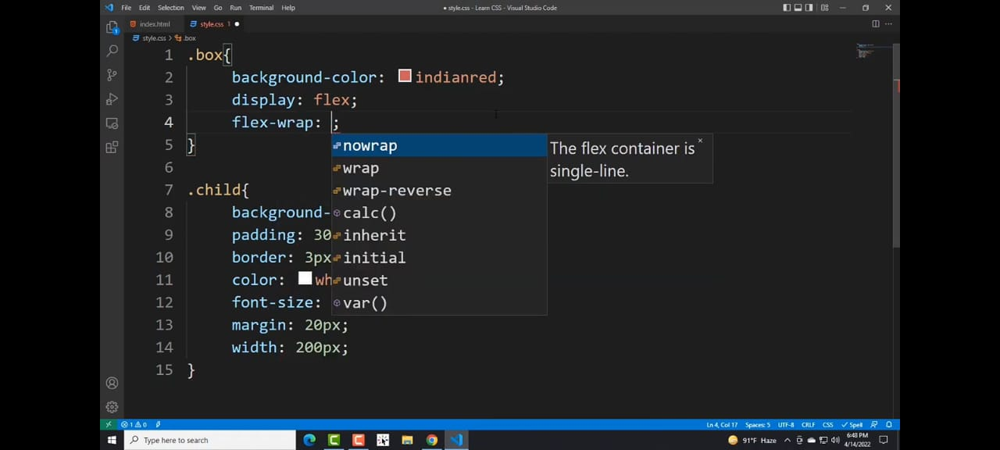 File Edit Selection View Go Run Terminal Help
● style.css - Learn CSS - Visual Studio Code
index.html
style.css 1 ●
style.css > .box
1 .box{
2 background-color: indianred;
3 display: flex;
4 flex-wrap: ;
5 }
6
7 .child{
8 background-
9 padding: 30
10 border: 3px
11 color: wh
12 font-size:
13 margin: 20px;
14 width: 200px;
15 }
nowrap
wrap
wrap-reverse
calc()
inherit
initial
unset
var()
The flex container is
single-line.
×
1
1 0
Ln 4, Col 17 Spaces: 5 UTF-8 CRLF CSS Spell
Type here to search
91°F Haze
6:48 PM
4/14/2022